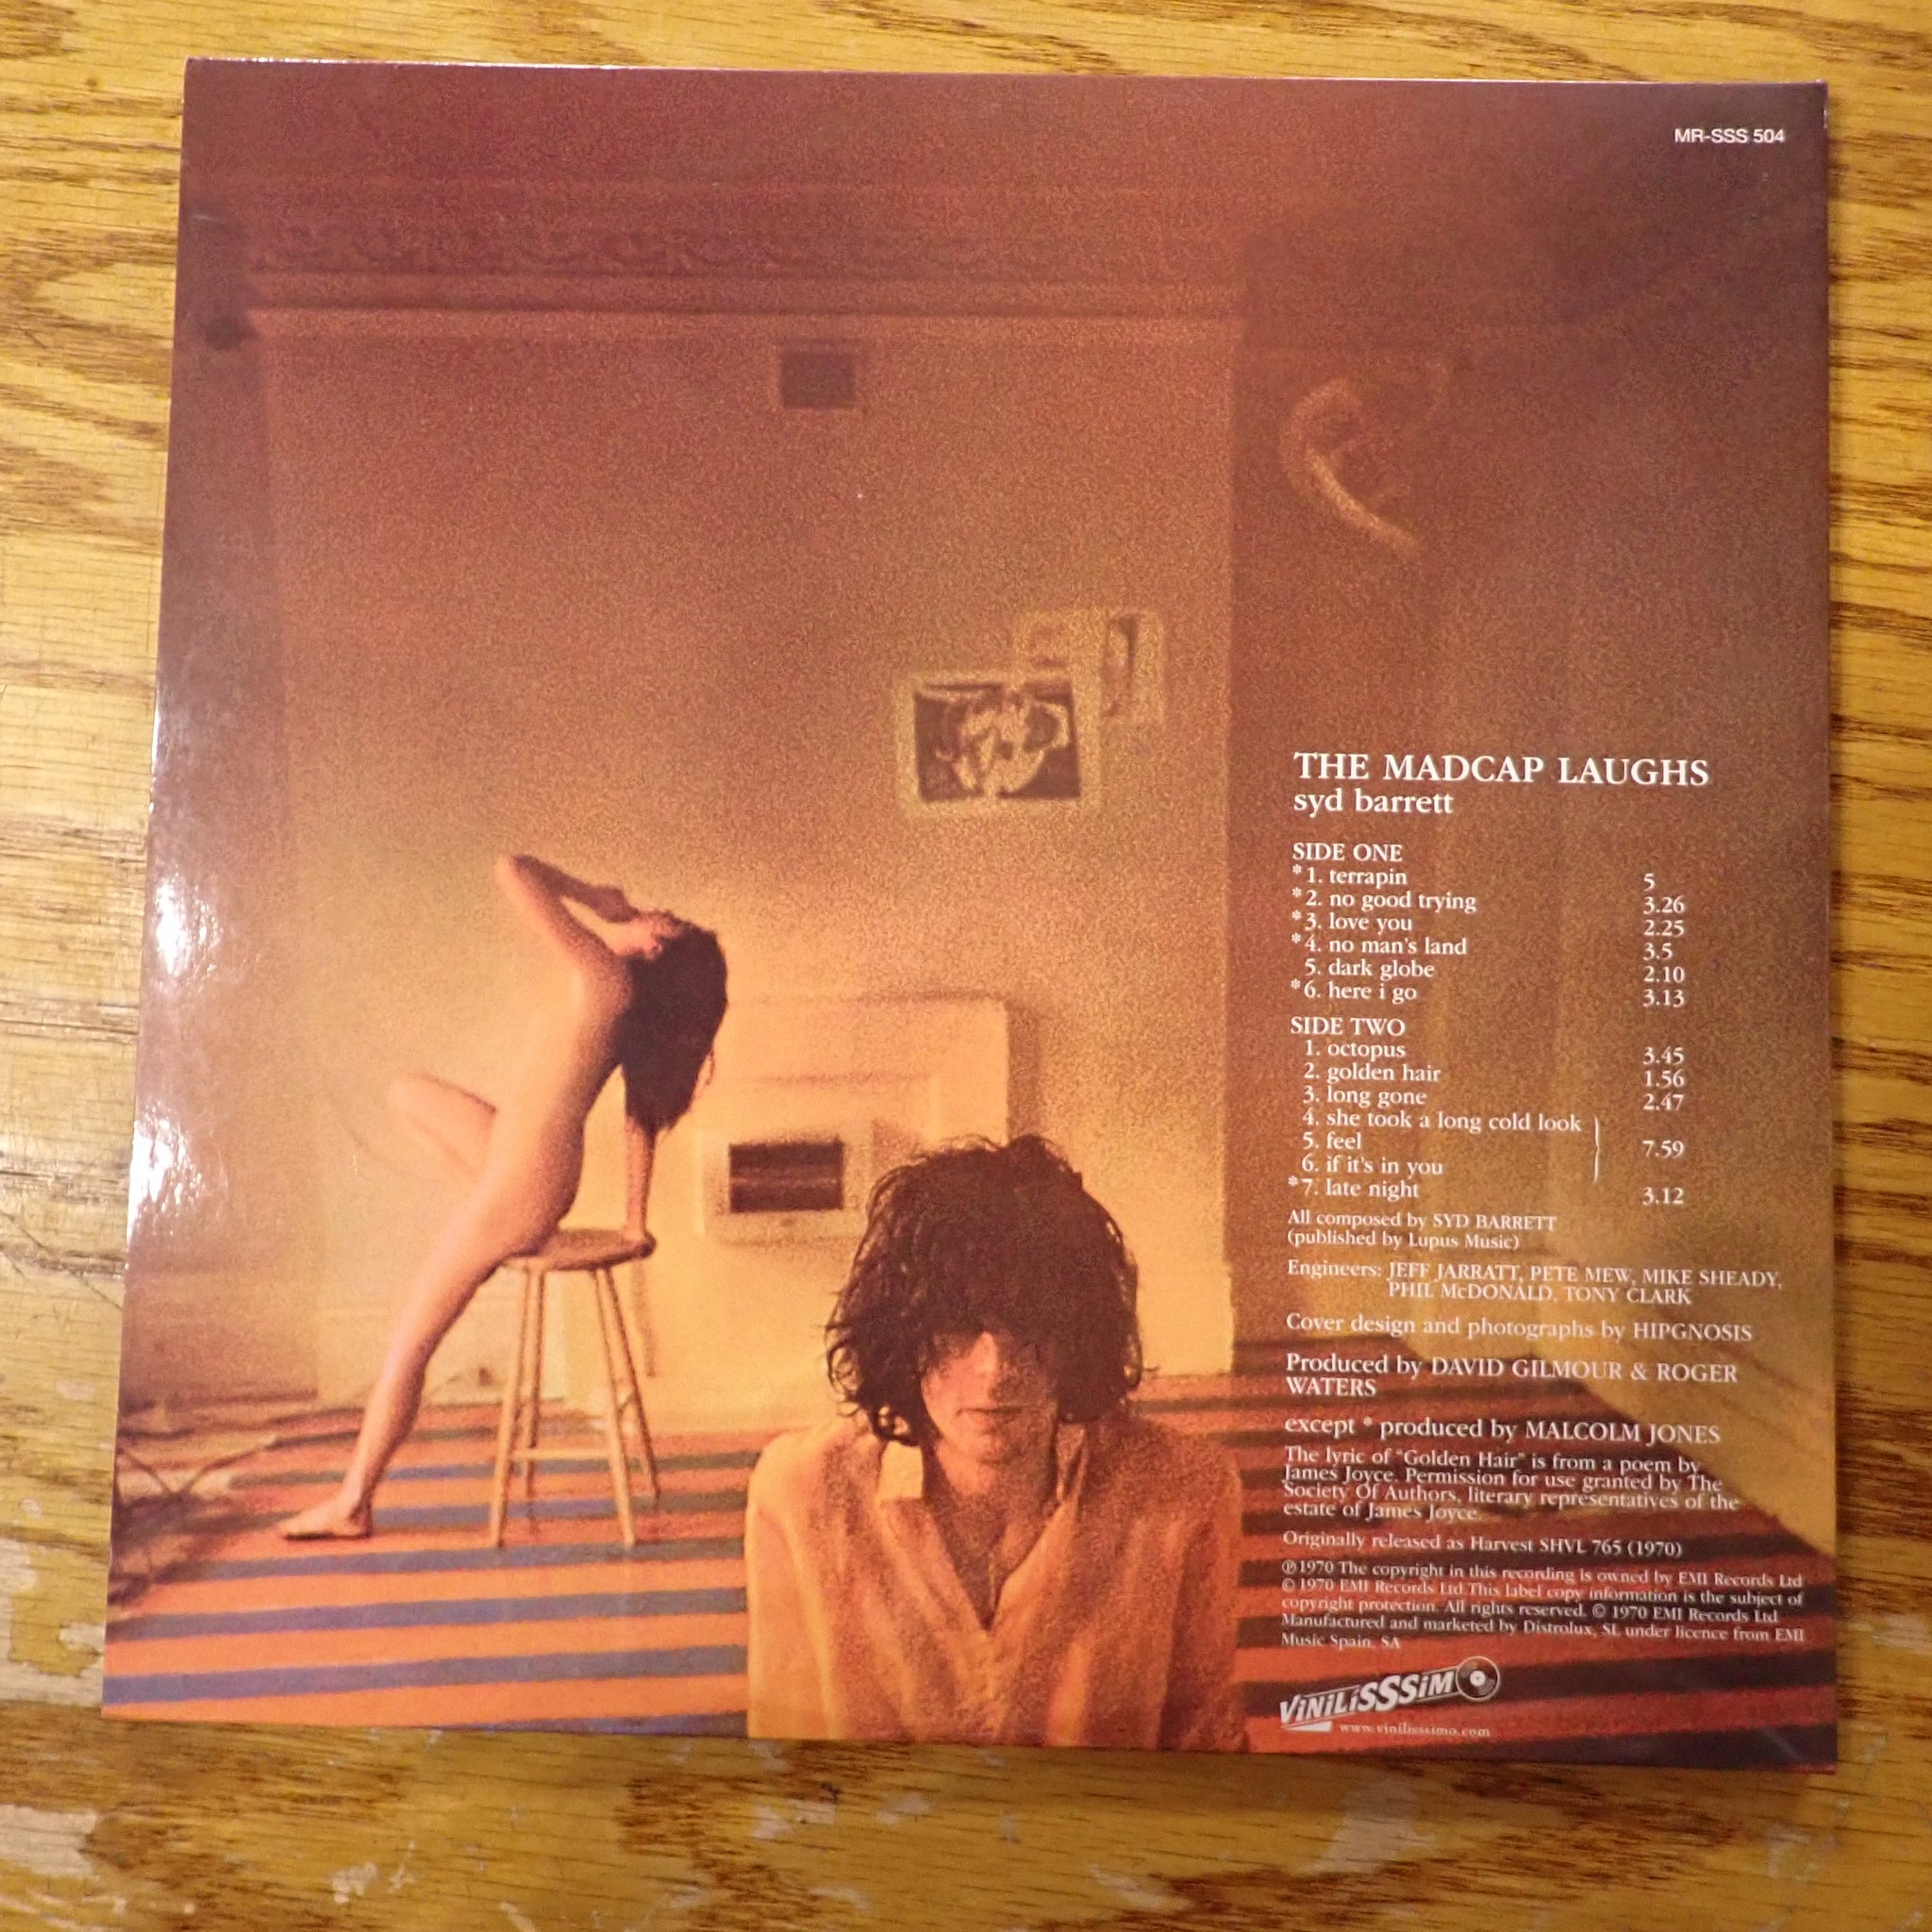 MR-SSS 504
THE MADCAP LAUGHS
syd barrett
SIDE ONE
*1. terrapin 5
*2. no good trying 3.26
*3. love you 2.25
*4. no man's land 3.5
5. dark globe 2.10
*6. here i go 3.13
SIDE TWO
1. octopus 3.45
2. golden hair 1.56
3. long gone 2.47
4. she took a long cold look
5. feel 7.59
6. if it's in you
*7. late night 3.12
All composed by SYD BARRETT
(published by Lupus Music)
Engineers: JEFF JARRATT, PETE MEW, MIKE SHEADY,
PHIL McDONALD, TONY CLARK
Cover design and photographs by HIPGNOSIS
Produced by DAVID GILMOUR & ROGER
WATERS
except * produced by MALCOLM JONES
The lyric of "Golden Hair" is from a poem by
James Joyce. Permission for use granted by The
Society Of Authors, literary representatives of the
estate of James Joyce.
Originally released as Harvest SHVL 765 (1970)
℗1970 The copyright in this recording is owned by EMI Records Ltd
© 1970 EMI Records Ltd.This label copy information is the subject of
copyright protection. All rights reserved. © 1970 EMI Records Ltd
Manufactured and marketed by Distrolux, SL under licence from EMI
Music Spain, SA
ViNiLiSSSiMO
www.vinilisssimo.com